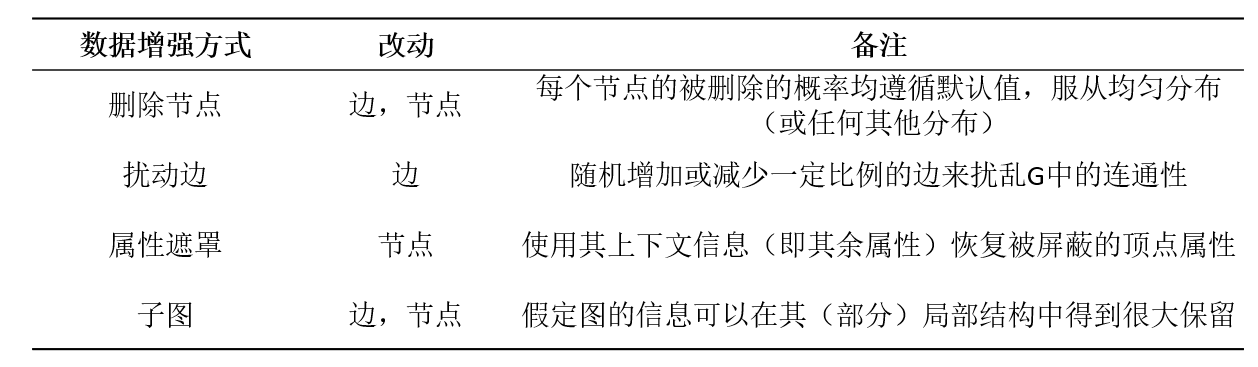 数据增强方式 改动 备注
删除节点 边，节点 每个节点的被删除的概率均遵循默认值，服从均匀分布
（或任何其他分布）
扰动边 边 随机增加或减少一定比例的边来扰乱G中的连通性
属性遮罩 节点 使用其上下文信息（即其余属性）恢复被屏蔽的顶点属性
子图 边，节点 假定图的信息可以在其（部分）局部结构中得到很大保留